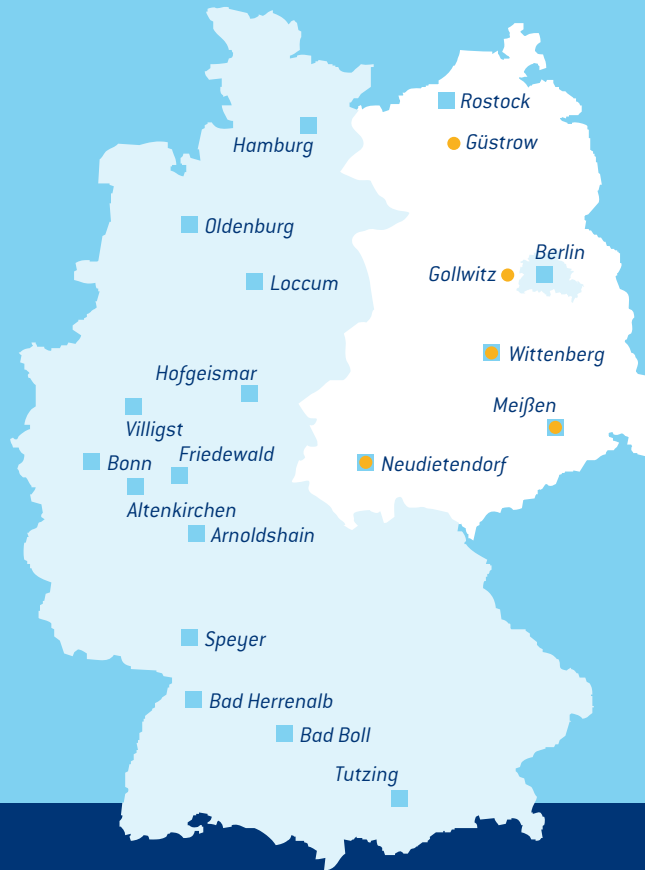 Rostock
Güstrow
Hamburg
Oldenburg
Berlin
Gollwitz
Loccum
Wittenberg
Hofgeismar
Meißen
Villigst
Friedewald
Bonn
Neudietendorf
Altenkirchen
Arnoldshain
Speyer
Bad Herrenalb
Bad Boll
Tutzing